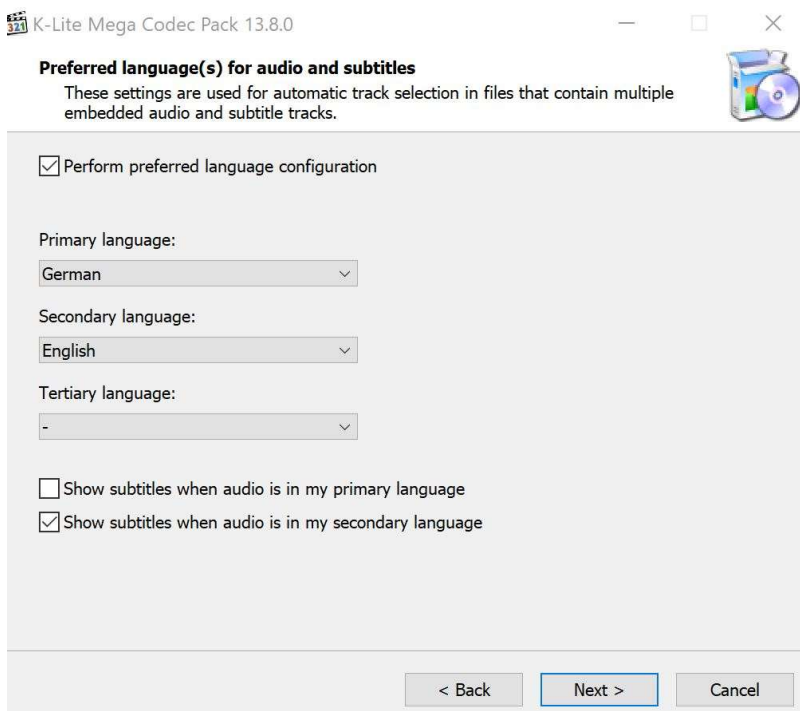 K-Lite Mega Codec Pack 13.8.0
Preferred language(s) for audio and subtitles
These settings are used for automatic track selection in files that contain multiple
embedded audio and subtitle tracks.
Perform preferred language configuration
Primary language:
German
Secondary language:
English
Tertiary language:
-
Show subtitles when audio is in my primary language
Show subtitles when audio is in my secondary language
< Back Next > Cancel